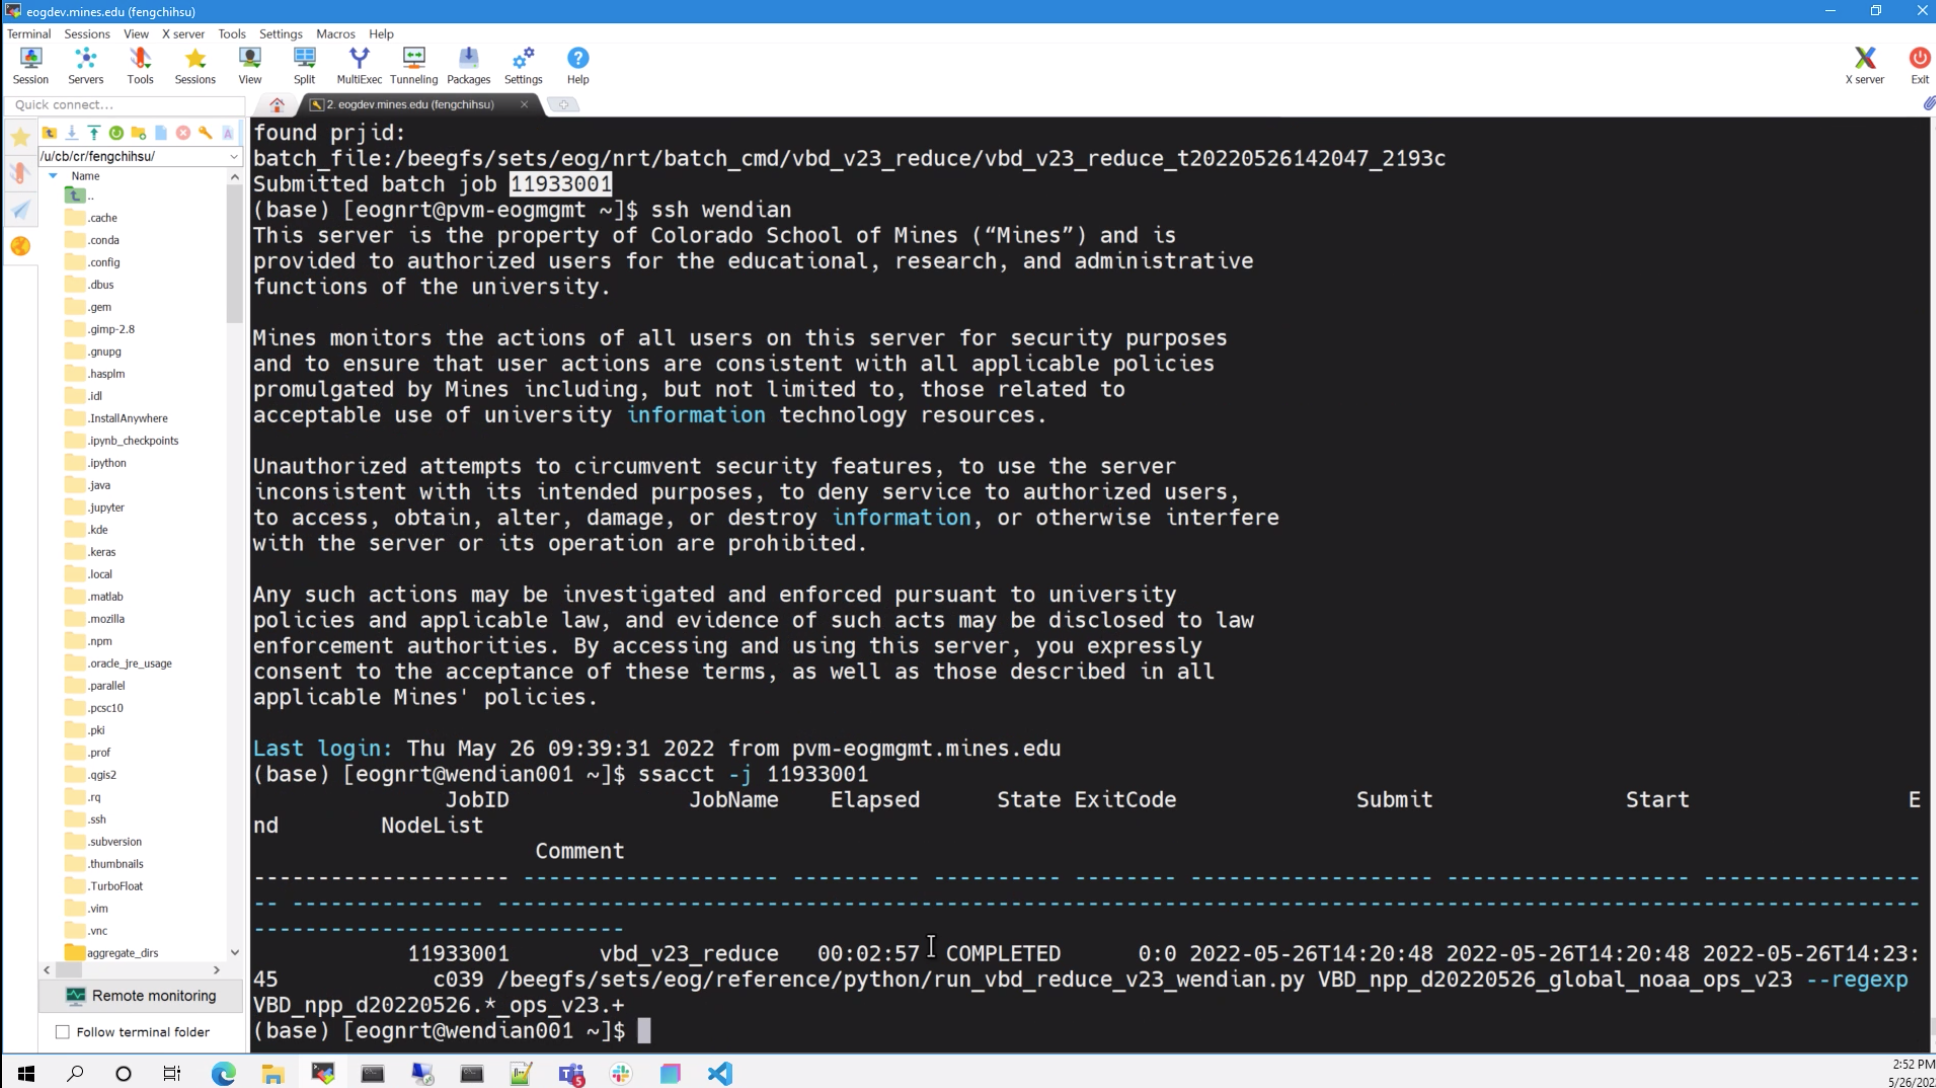 eogdev.mines.edu (fengchihsu)
Terminal Sessions View X server Tools Settings Macros Help
Session Servers Tools Sessions View Split MultiExec Tunneling Packages Settings Help X server Exit
Quick connect...
2. eogdev.mines.edu (fengchihsu)
/u/cb/cr/fengchihsu/
Name
..
.cache
.conda
.config
.dbus
.gem
.gimp-2.8
.gnupg
.hasplm
.idl
.InstallAnywhere
.ipynb_checkpoints
.ipython
.java
.jupyter
.kde
.keras
.local
.matlab
.mozilla
.npm
.oracle_jre_usage
.parallel
.pcsc10
.pki
.prof
.qgis2
.rq
.ssh
.subversion
.thumbnails
.TurboFloat
.vim
.vnc
aggregate_dirs
Remote monitoring
Follow terminal folder
found prjid:
batch_file:/beegfs/sets/eog/nrt/batch_cmd/vbd_v23_reduce/vbd_v23_reduce_t20220526142047_2193c
Submitted batch job 11933001
(base) [eognrt@pvm-eogmgmt ~]$ ssh wendian
This server is the property of Colorado School of Mines (“Mines”) and is
provided to authorized users for the educational, research, and administrative
functions of the university.
Mines monitors the actions of all users on this server for security purposes
and to ensure that user actions are consistent with all applicable policies
promulgated by Mines including, but not limited to, those related to
acceptable use of university information technology resources.
Unauthorized attempts to circumvent security features, to use the server
inconsistent with its intended purposes, to deny service to authorized users,
to access, obtain, alter, damage, or destroy information, or otherwise interfere
with the server or its operation are prohibited.
Any such actions may be investigated and enforced pursuant to university
policies and applicable law, and evidence of such acts may be disclosed to law
enforcement authorities. By accessing and using this server, you expressly
consent to the acceptance of these terms, as well as those described in all
applicable Mines' policies.
Last login: Thu May 26 09:39:31 2022 from pvm-eogmgmt.mines.edu
(base) [eognrt@wendian001 ~]$ ssacct -j 11933001
JobID JobName Elapsed State ExitCode Submit Start E
nd NodeList
Comment
-------------------- -------------------- ---------- ---------- -------- ------------------- ------------------- -----------------
-- --------------- ---------------------------------------------------------------------------------------------------------------
-----------------------------
11933001 vbd_v23_reduce 00:02:57 COMPLETED 0:0 2022-05-26T14:20:48 2022-05-26T14:20:48 2022-05-26T14:23:
45 c039 /beegfs/sets/eog/reference/python/run_vbd_reduce_v23_wendian.py VBD_npp_d20220526_global_noaa_ops_v23 --regexp
VBD_npp_d20220526.*_ops_v23.+
(base) [eognrt@wendian001 ~]$
2:52 PM
5/26/202